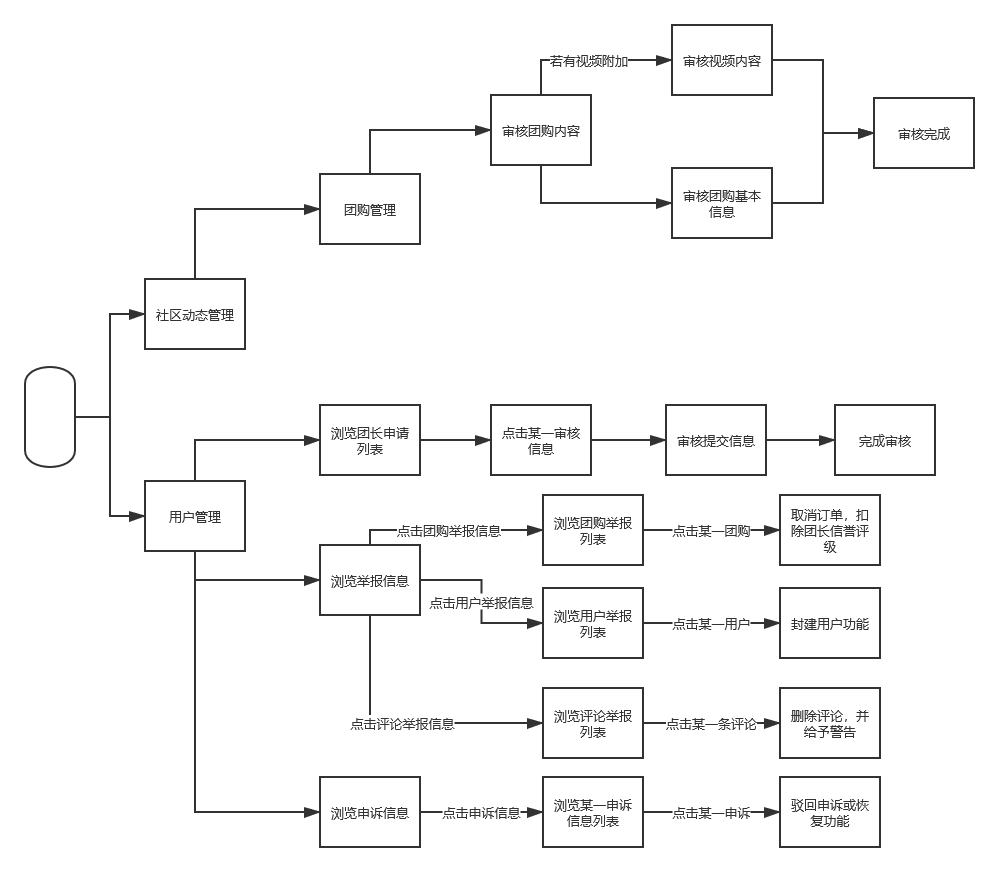 若有视频附加
审核视频内容
审核团购内容
审核完成
团购管理
审核团购基本
信息
社区动态管理
浏览团长申请
列表
点击某一审核
信息
审核提交信息
完成审核
用户管理
点击团购举报信息
浏览团购举报
列表
点击某一团购
取消订单，扣
除团长信誉评
级
浏览举报信息
点击用户举报信息
浏览用户举报
列表
点击某一用户
封建用户功能
点击评论举报信息
浏览评论举报
列表
点击某一条评论
删除评论，并
给予警告
浏览申诉信息
点击申诉信息
浏览某一申诉
信息列表
点击某一申诉
驳回申诉或恢
复功能